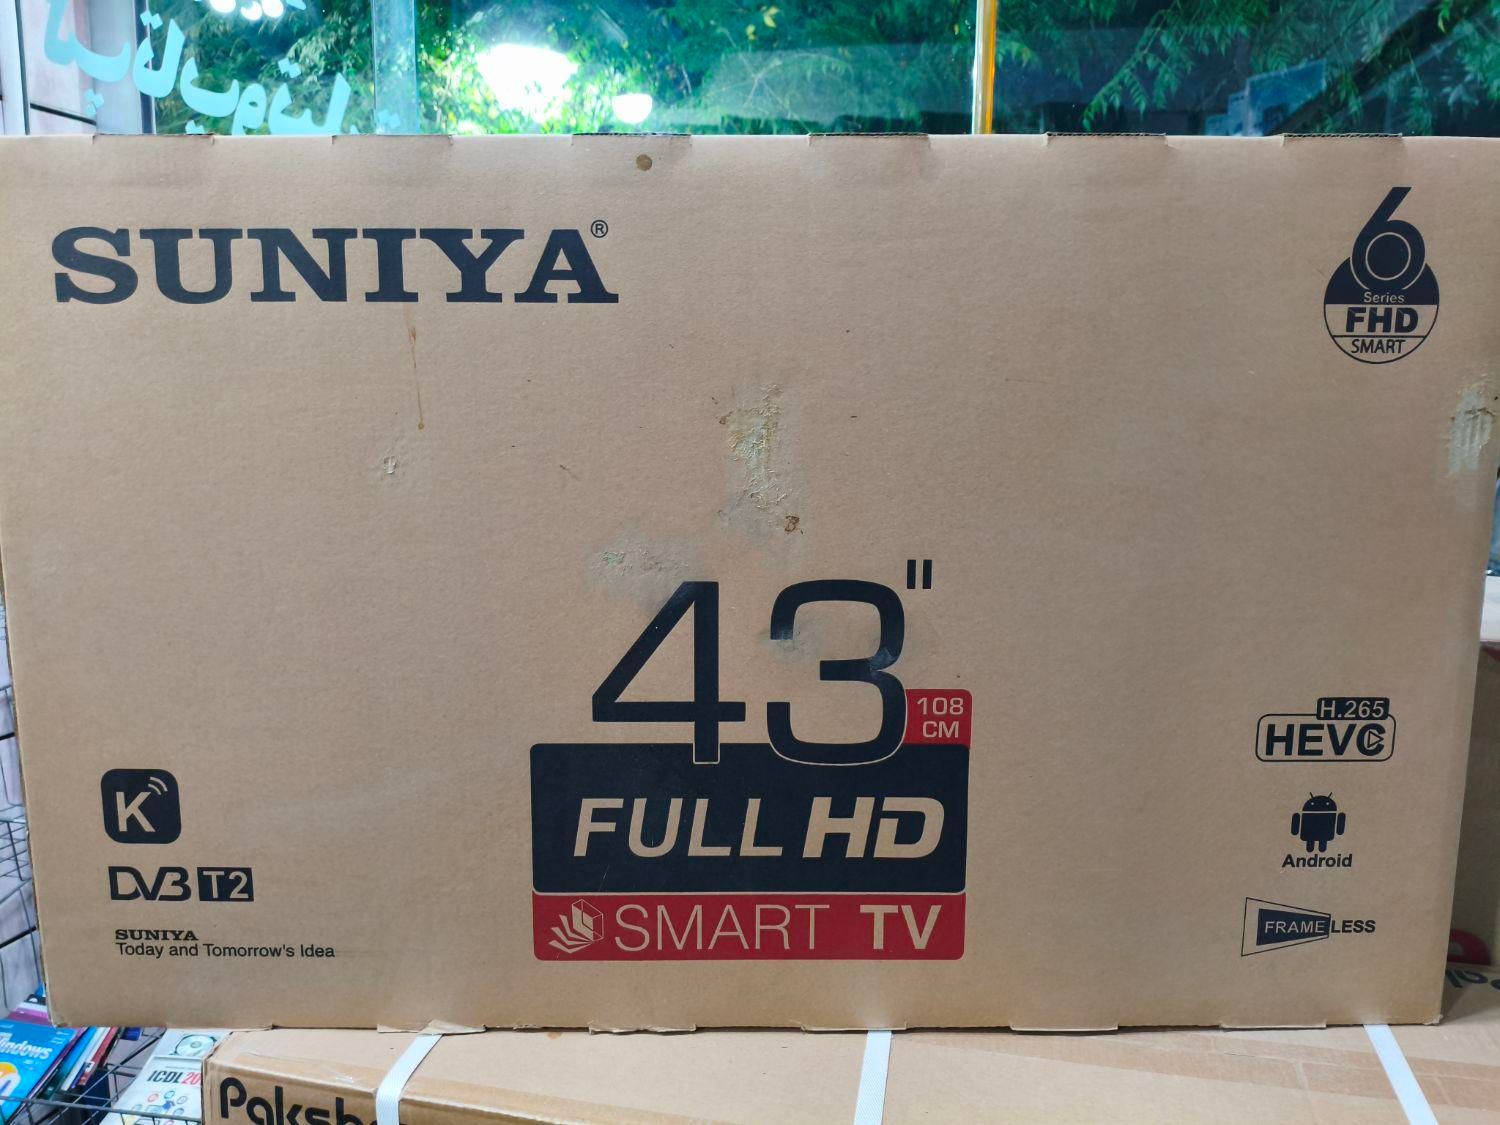 SUNIYA®
6
Series
FHD
SMART
43"
108
CM
FULL HD
SMART TV
K
DVB T2
SUNIYA
Today and Tomorrow's Idea
H.265
HEVC
Android
FRAMELESS
ICDL